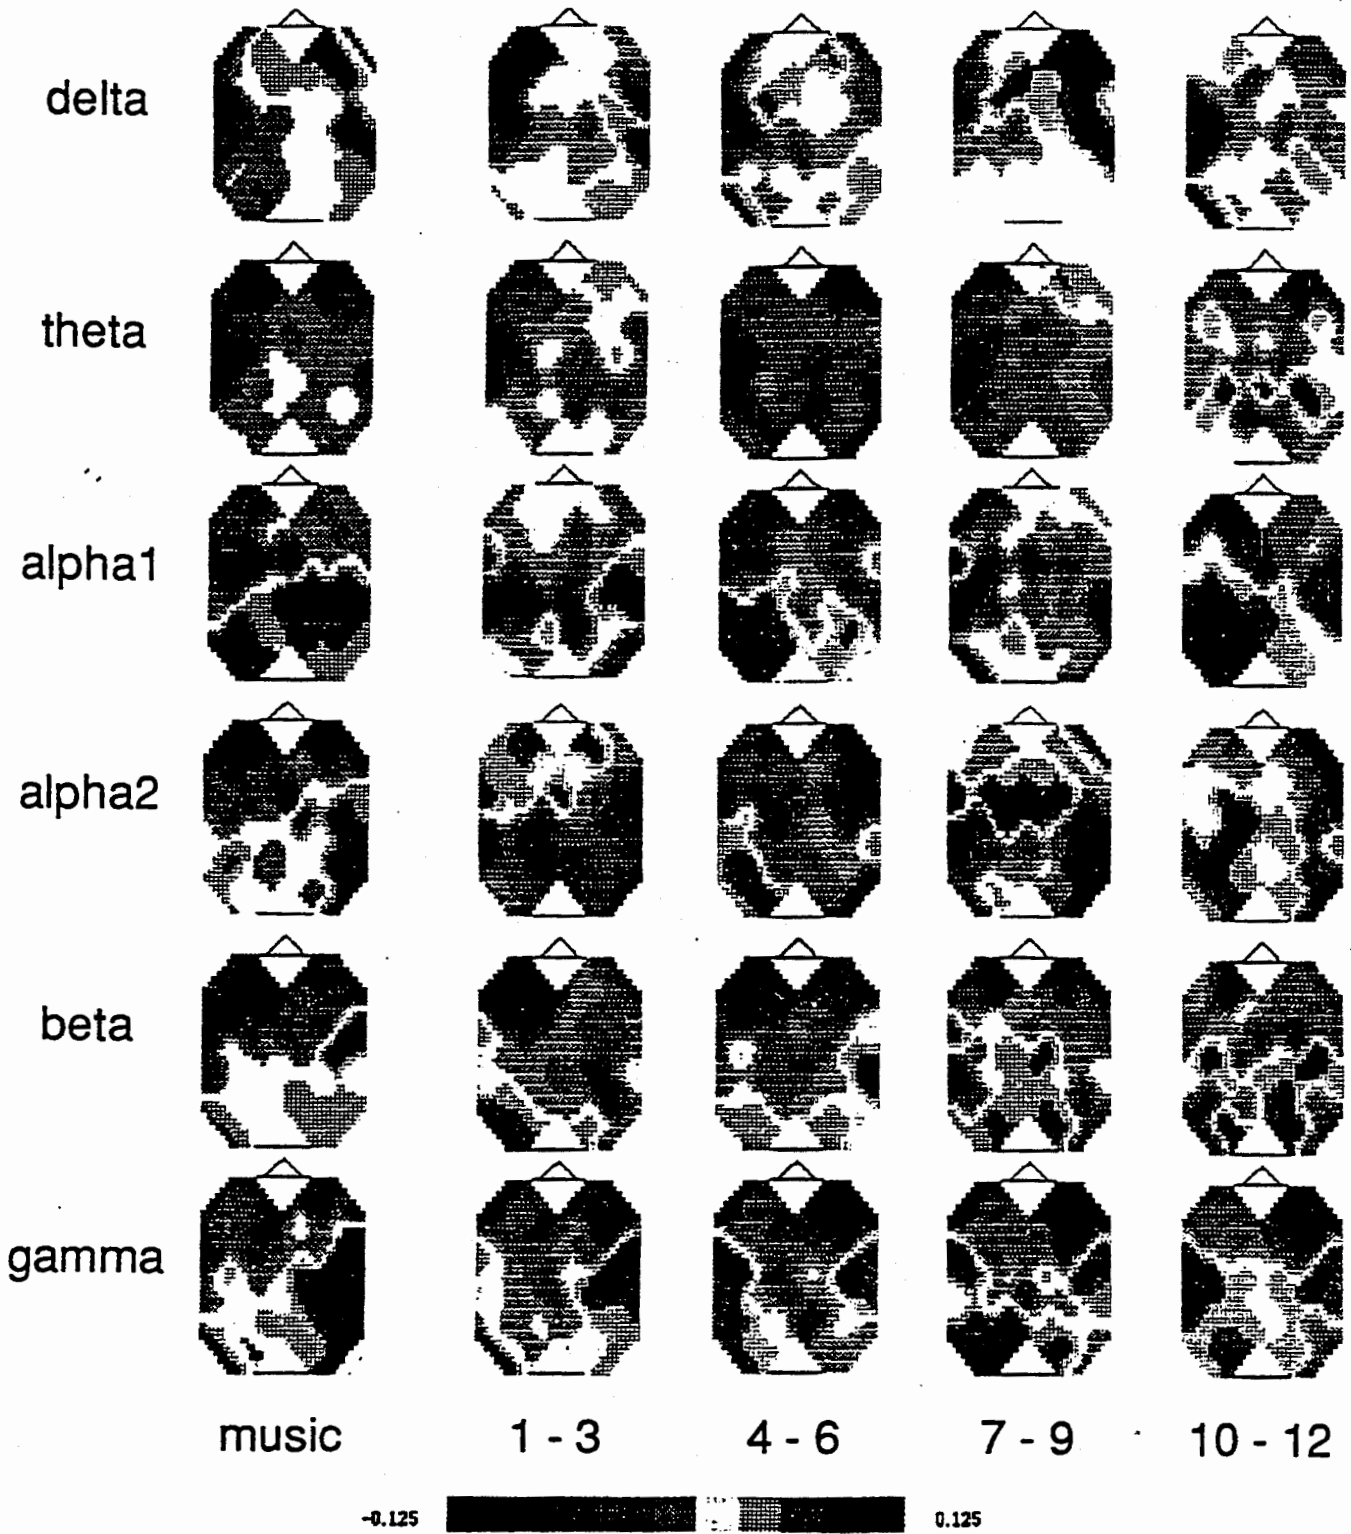 delta
theta
alpha1
alpha2
beta
gamma
music 1 - 3 4 - 6 7 - 9 10 - 12
-0.125 0.125